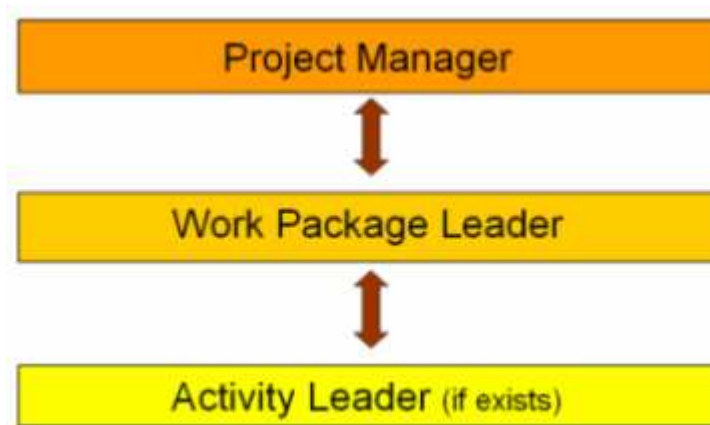 Project Manager
Work Package Leader
Activity Leader (if exists)